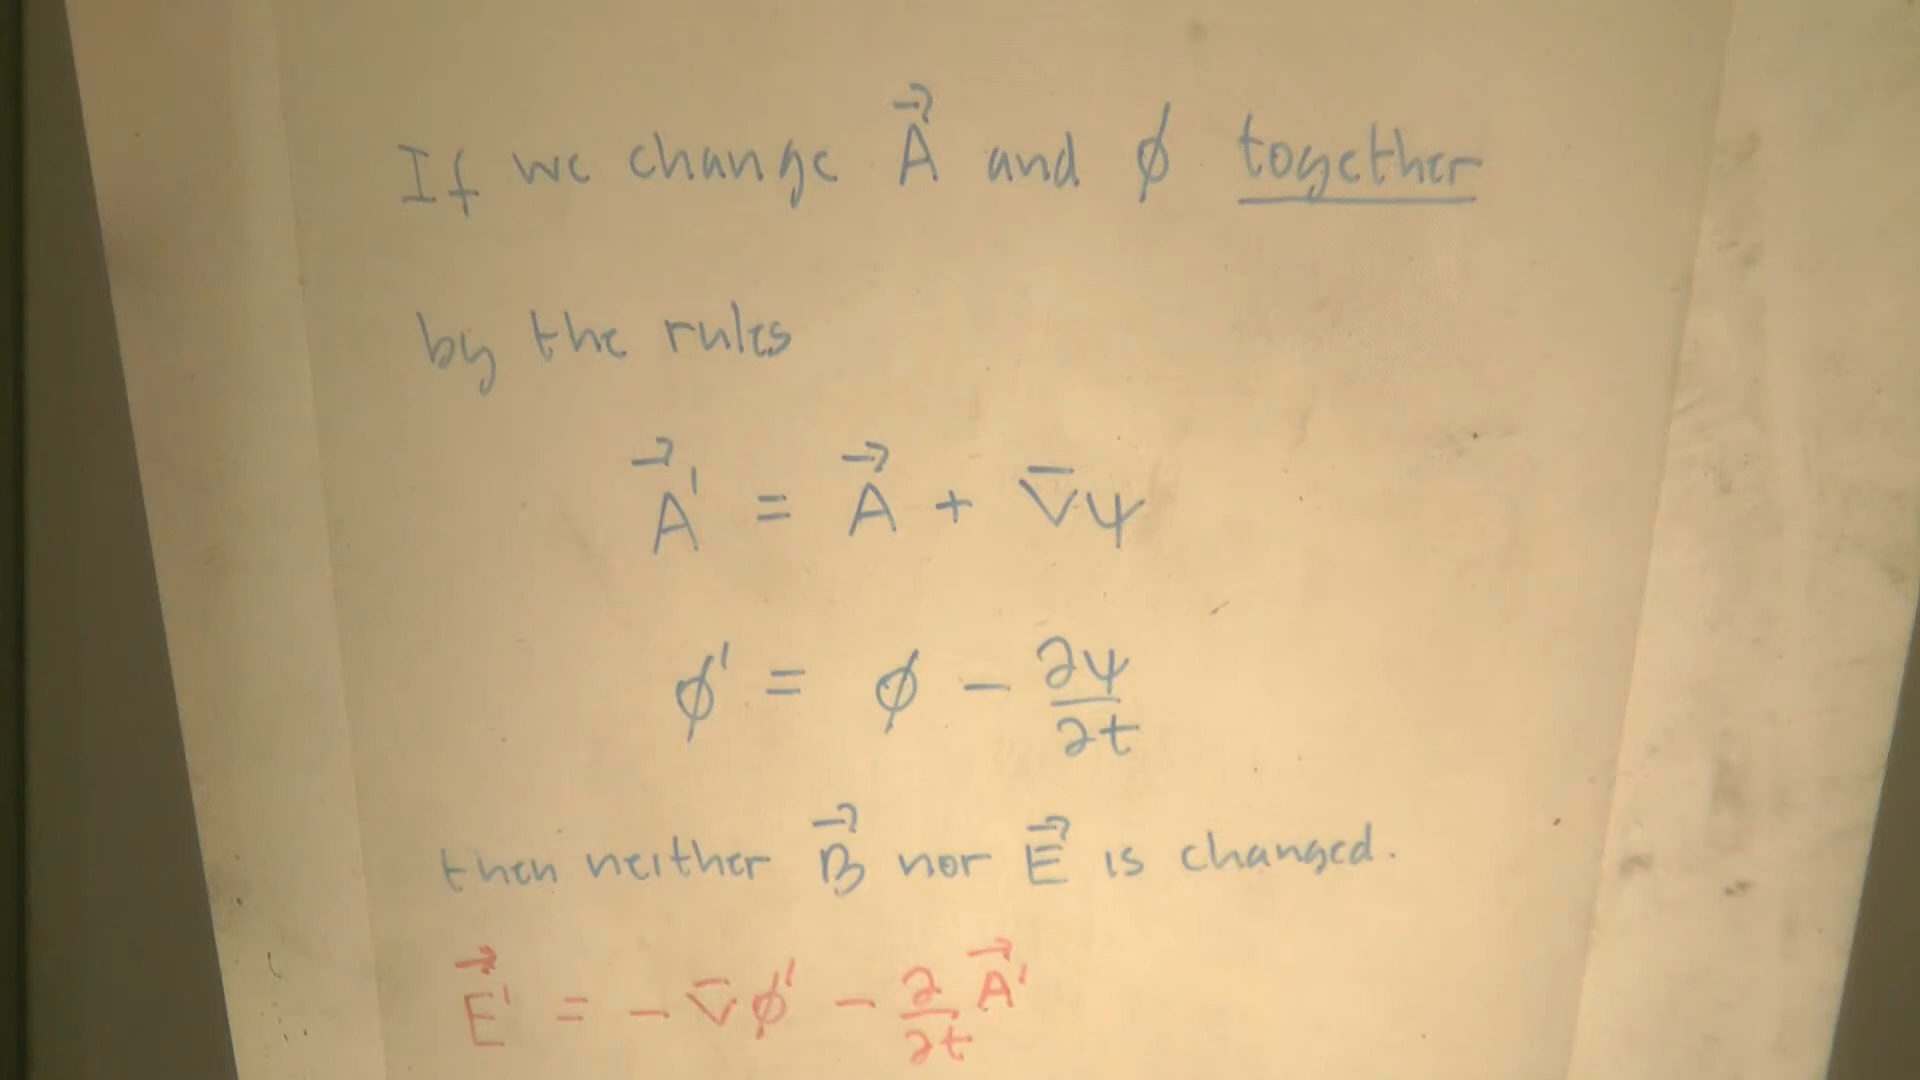 If we change A⃗ and ϕ together
by the rules
A⃗' = A⃗ + ∇ψ
ϕ' = ϕ - ∂ψ/∂t
then neither B⃗ nor E⃗ is changed.
E⃗' = - ∇ϕ' - ∂/∂t A⃗'